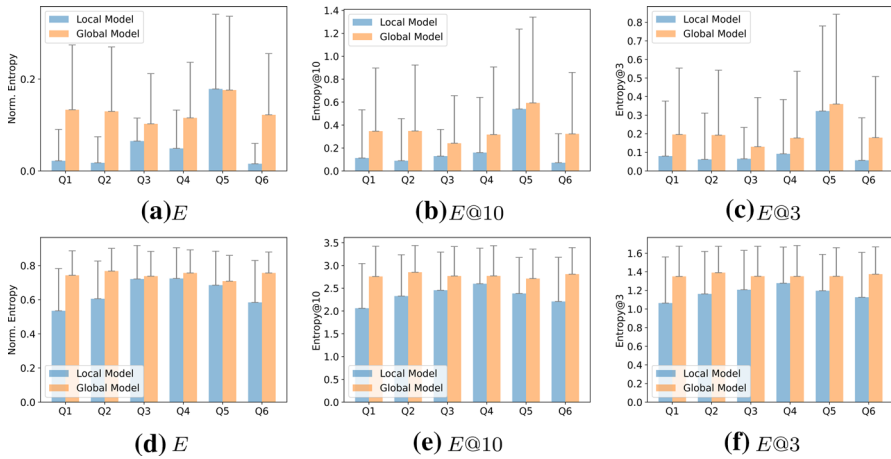 Local Model
Global Model
Norm. Entropy
0.2
0.0
Q1 Q2 Q3 Q4 Q5 Q6
(a) E
Local Model
Global Model
Entropy@10
1.4
1.2
1.0
0.8
0.6
0.4
0.2
0.0
Q1 Q2 Q3 Q4 Q5 Q6
(b) E@10
Local Model
Global Model
Entropy@3
0.8
0.7
0.6
0.5
0.4
0.3
0.2
0.1
0.0
Q1 Q2 Q3 Q4 Q5 Q6
(c) E@3
Norm. Entropy
0.8
0.6
0.4
0.2
0.0
Local Model
Global Model
Q1 Q2 Q3 Q4 Q5 Q6
(d) E
Entropy@10
3.5
3.0
2.5
2.0
1.5
1.0
0.5
0.0
Local Model
Global Model
Q1 Q2 Q3 Q4 Q5 Q6
(e) E@10
Entropy@3
1.6
1.4
1.2
1.0
0.8
0.6
0.4
0.2
0.0
Local Model
Global Model
Q1 Q2 Q3 Q4 Q5 Q6
(f) E@3